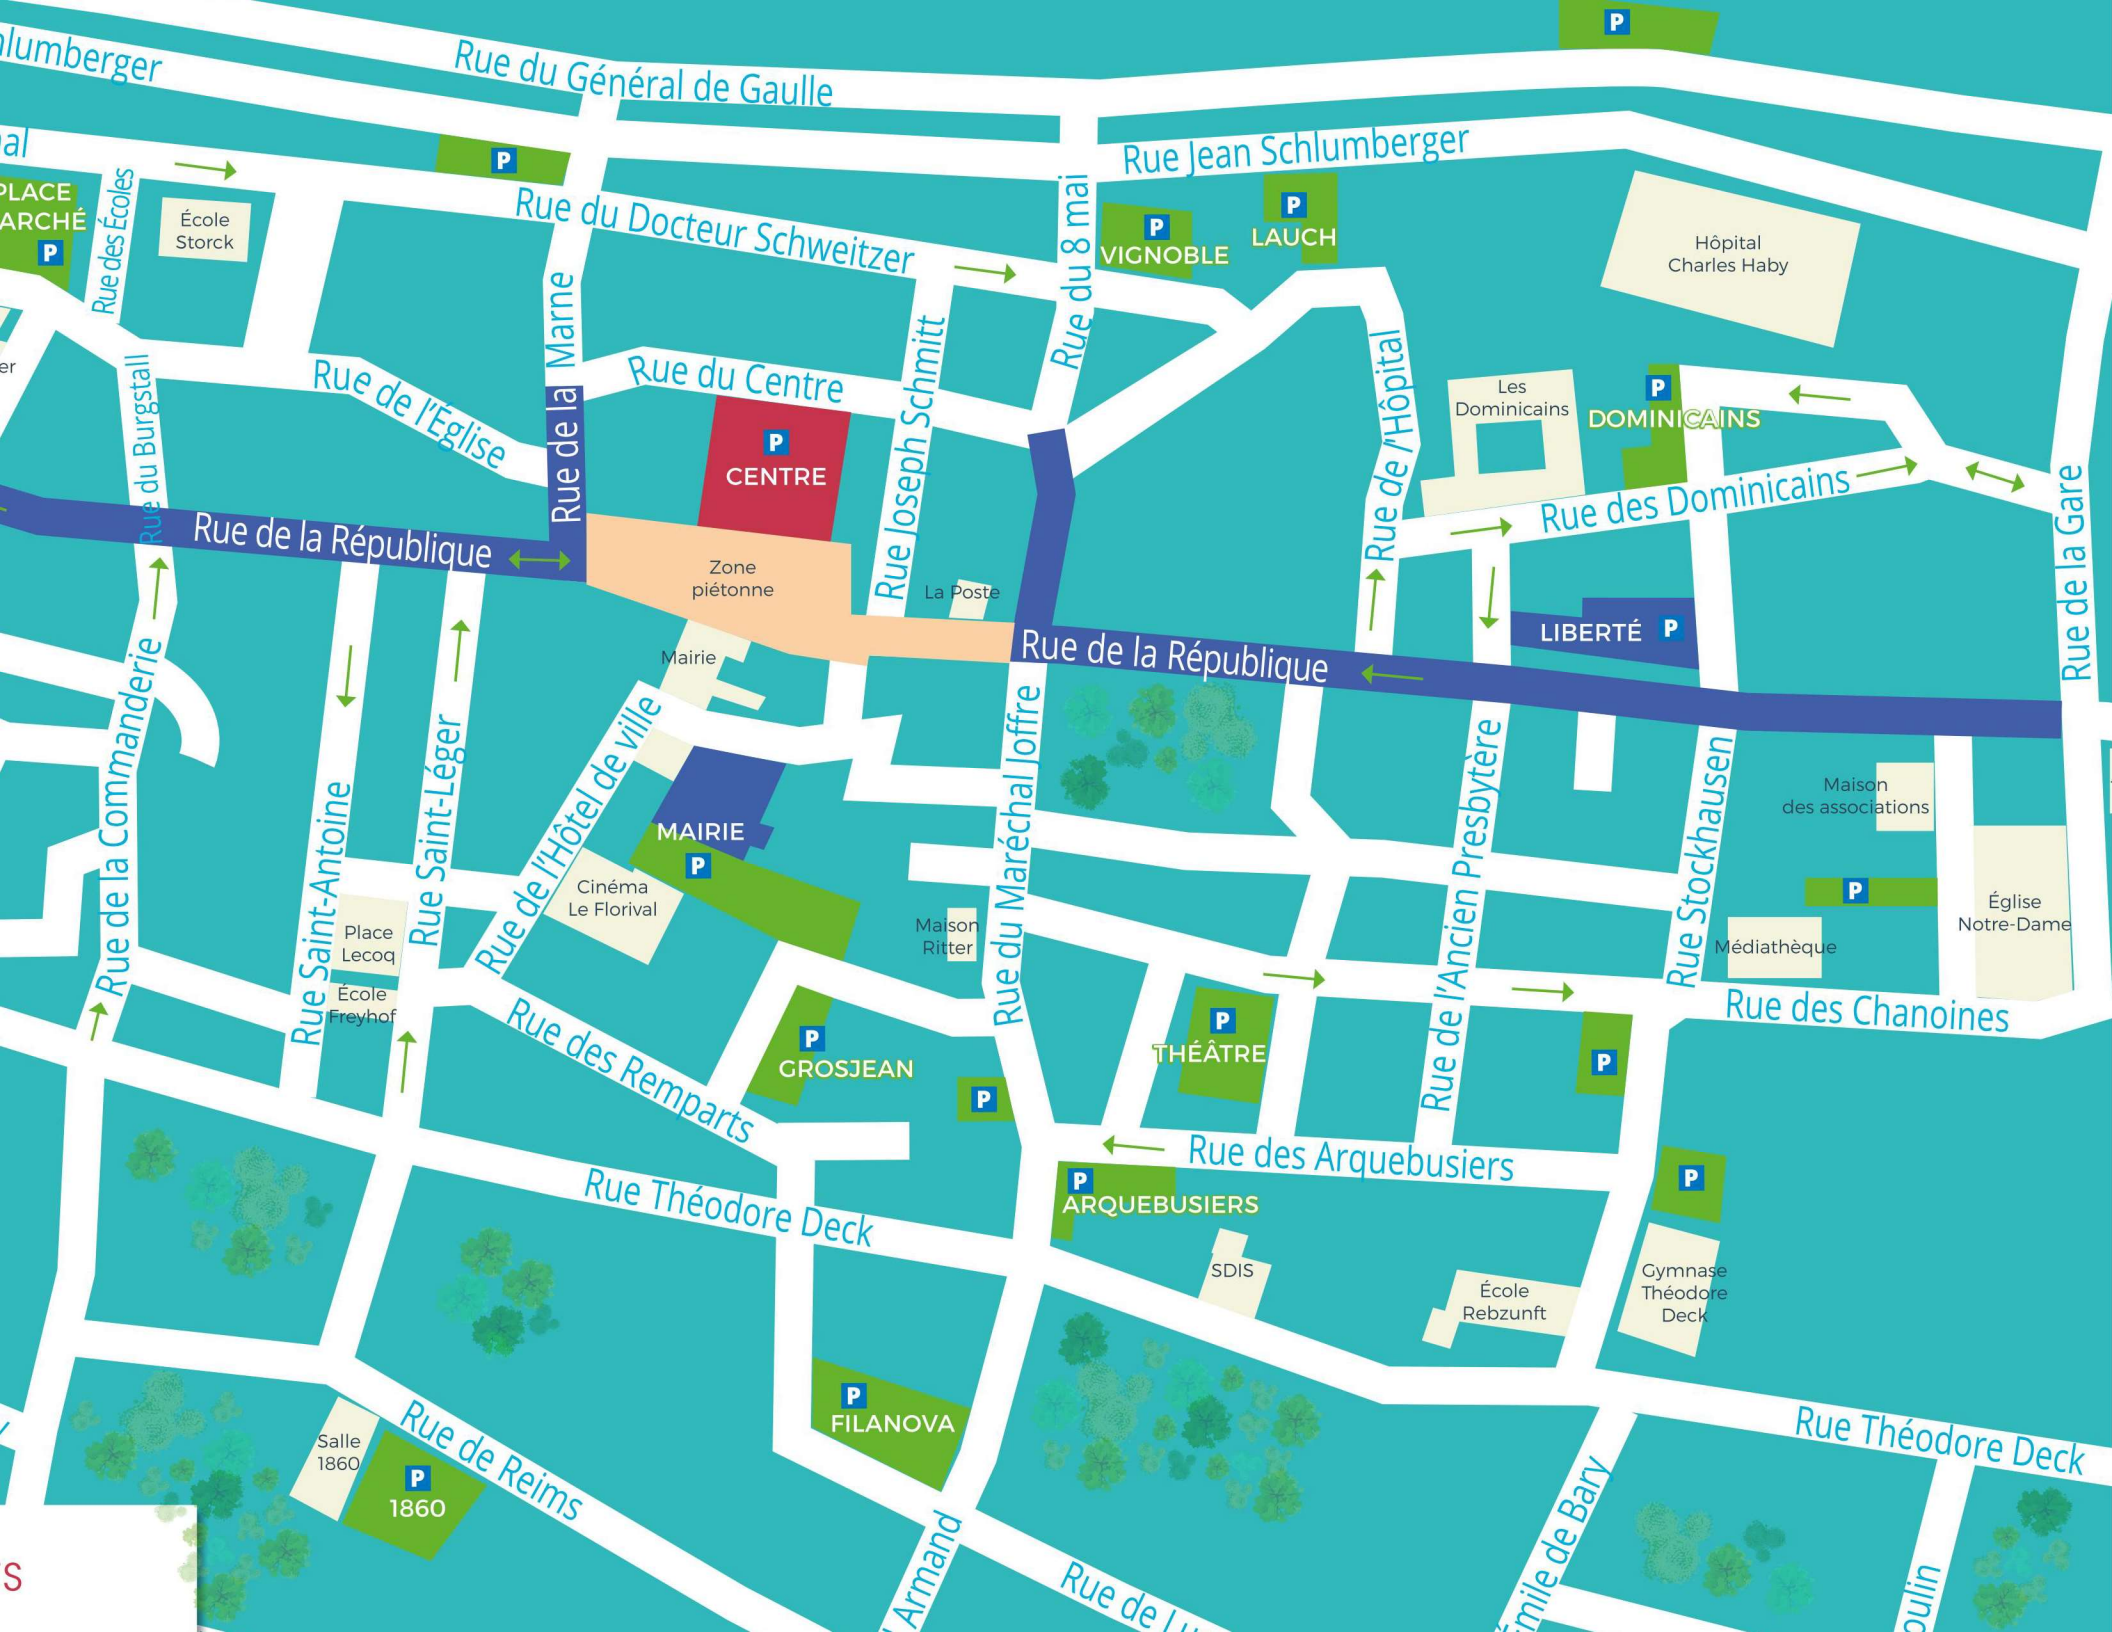 Rue du Général de Gaulle
P
Rue Jean Schlumberger
P
PLACE
P
Rue des Écoles
École
Storck
Rue du Docteur Schweitzer
Rue du 8 mai
P
VIGNOBLE
P
LAUCH
Hôpital
Charles Haby
Rue de la Marne
Rue du Burgstall
Rue de l'Église
Rue du Centre
Rue Joseph Schmitt
P
CENTRE
Rue de l'Hôpital
Les
Dominicains
P
DOMINICAINS
Rue des Dominicains
Rue de la Gare
Rue de la République
Zone
piétonne
La Poste
Rue de la République
LIBERTÉ P
Mairie
Rue de la Commanderie
Rue Saint-Antoine
Rue Saint-Léger
Rue de l'Hôtel de ville
MAIRIE
P
Cinéma
Le Florival
Rue du Maréchal Joffre
Rue de l'Ancien Presbytère
Rue Stockhausen
Maison
des associations
P
Église
Notre-Dame
Médiathèque
Place
Lecoq
École
Freyhof
Maison
Ritter
Rue des Chanoines
Rue des Remparts
P
GROSJEAN
P
P
THÉÂTRE
P
Rue des Arquebusiers
P
ARQUEBUSIERS
P
Rue Théodore Deck
SDIS
École
Rebzunft
Gymnase
Théodore
Deck
P
FILANOVA
Rue Théodore Deck
Salle
1860
P
1860
Rue de Reims
Armand
Rue de
de Bary